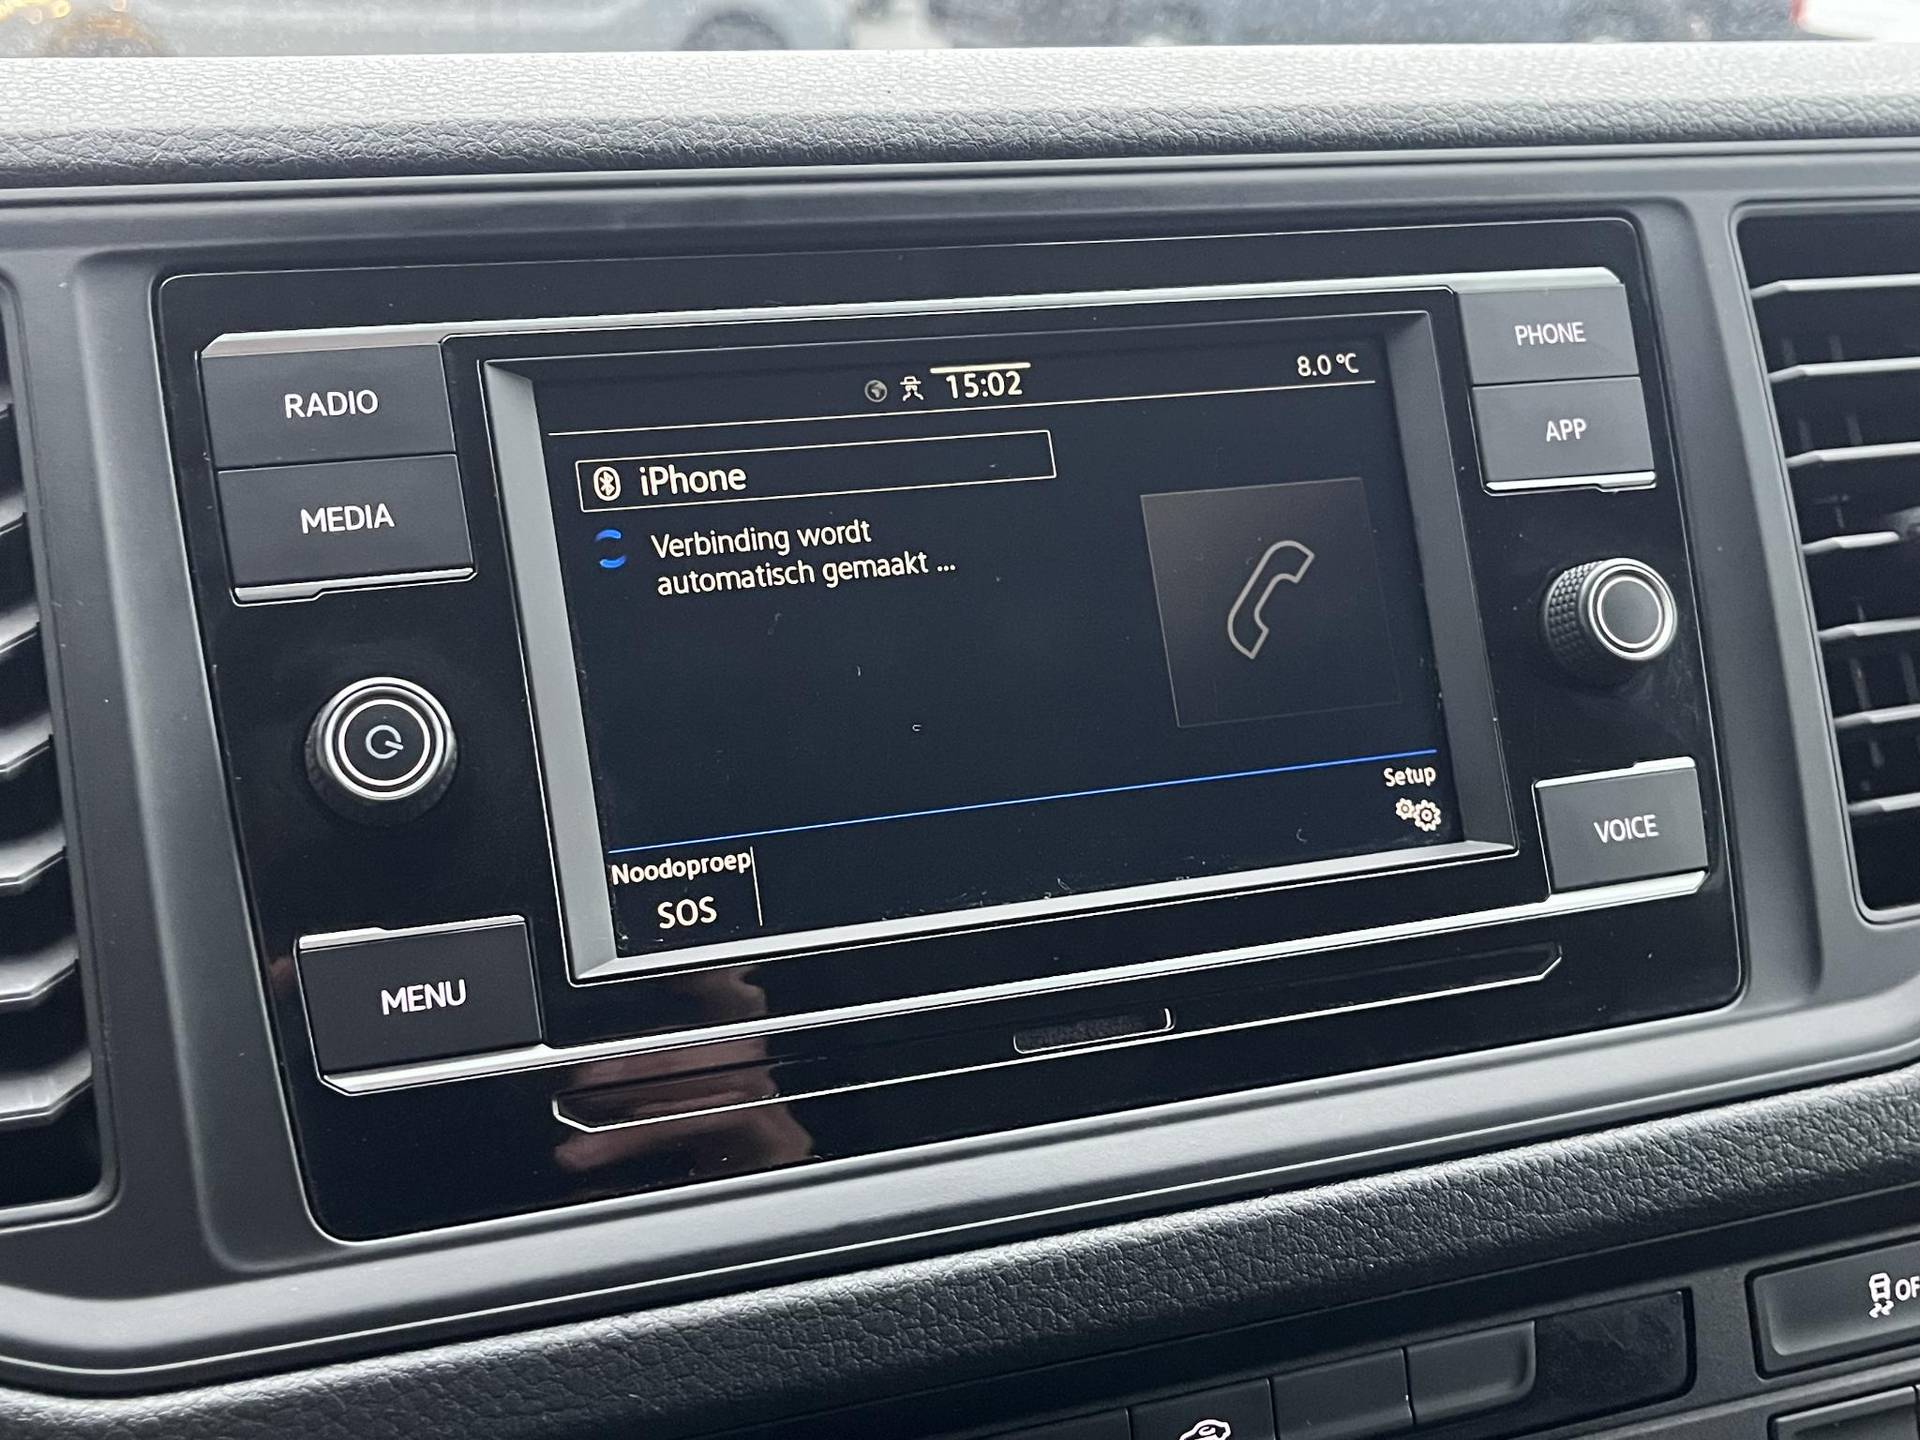 RADIO
MEDIA
MENU
15:02
8.0 °C
iPhone
Verbinding wordt
automatisch gemaakt ...
Setup
Noodoproep
SOS
PHONE
APP
VOICE